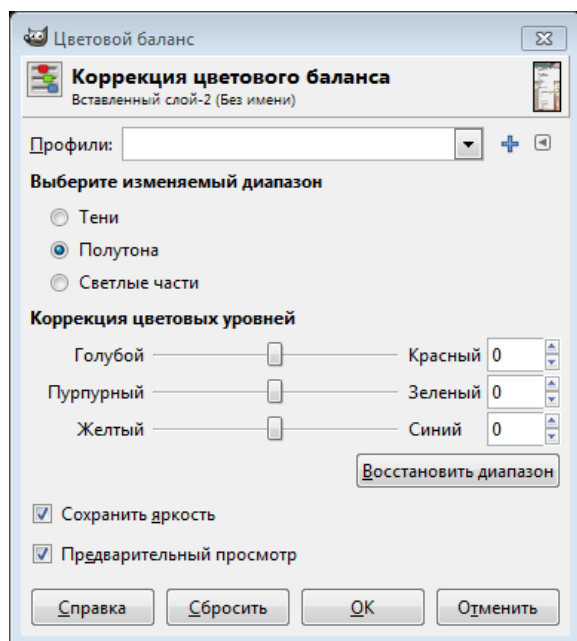 Цветовой баланс
Коррекция цветового баланса
Вставленный слой-2 (Без имени)
Профили:
Выберите изменяемый диапазон
Тени
Полутона
Светлые части
Коррекция цветовых уровней
Голубой Красный 0
Пурпурный Зеленый 0
Желтый Синий 0
Восстановить диапазон
Сохранить яркость
Предварительный просмотр
Справка Сбросить OK Отменить